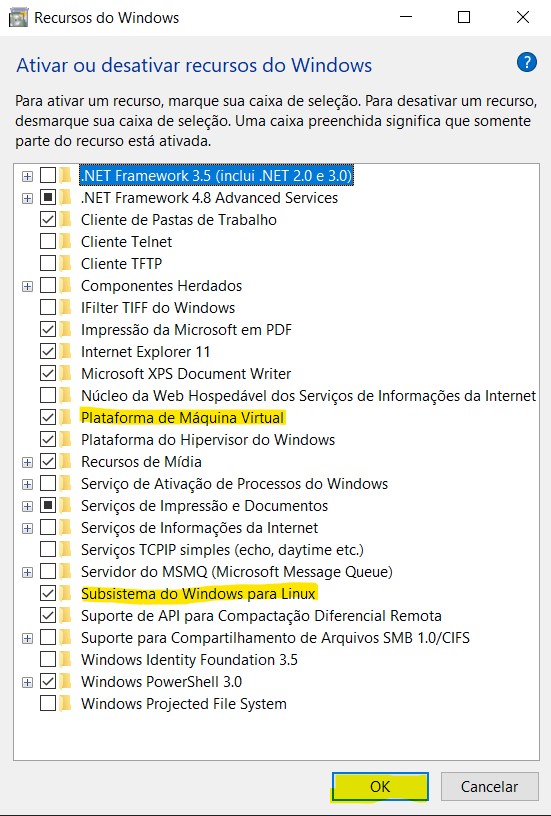 Recursos do Windows
Ativar ou desativar recursos do Windows
?
Para ativar um recurso, marque sua caixa de seleção. Para desativar um recurso,
desmarque sua caixa de seleção. Uma caixa preenchida significa que somente
parte do recurso está ativada.
.NET Framework 3.5 (inclui .NET 2.0 e 3.0)
.NET Framework 4.8 Advanced Services
Cliente de Pastas de Trabalho
Cliente Telnet
Cliente TFTP
Componentes Herdados
IFilter TIFF do Windows
Impressão da Microsoft em PDF
Internet Explorer 11
Microsoft XPS Document Writer
Núcleo da Web Hospedável dos Serviços de Informações da Internet
Plataforma de Máquina Virtual
Plataforma do Hipervisor do Windows
Recursos de Mídia
Serviço de Ativação de Processos do Windows
Serviços de Impressão e Documentos
Serviços de Informações da Internet
Serviços TCPIP simples (echo, daytime etc.)
Servidor do MSMQ (Microsoft Message Queue)
Subsistema do Windows para Linux
Suporte de API para Compactação Diferencial Remota
Suporte para Compartilhamento de Arquivos SMB 1.0/CIFS
Windows Identity Foundation 3.5
Windows PowerShell 3.0
Windows Projected File System
OK
Cancelar